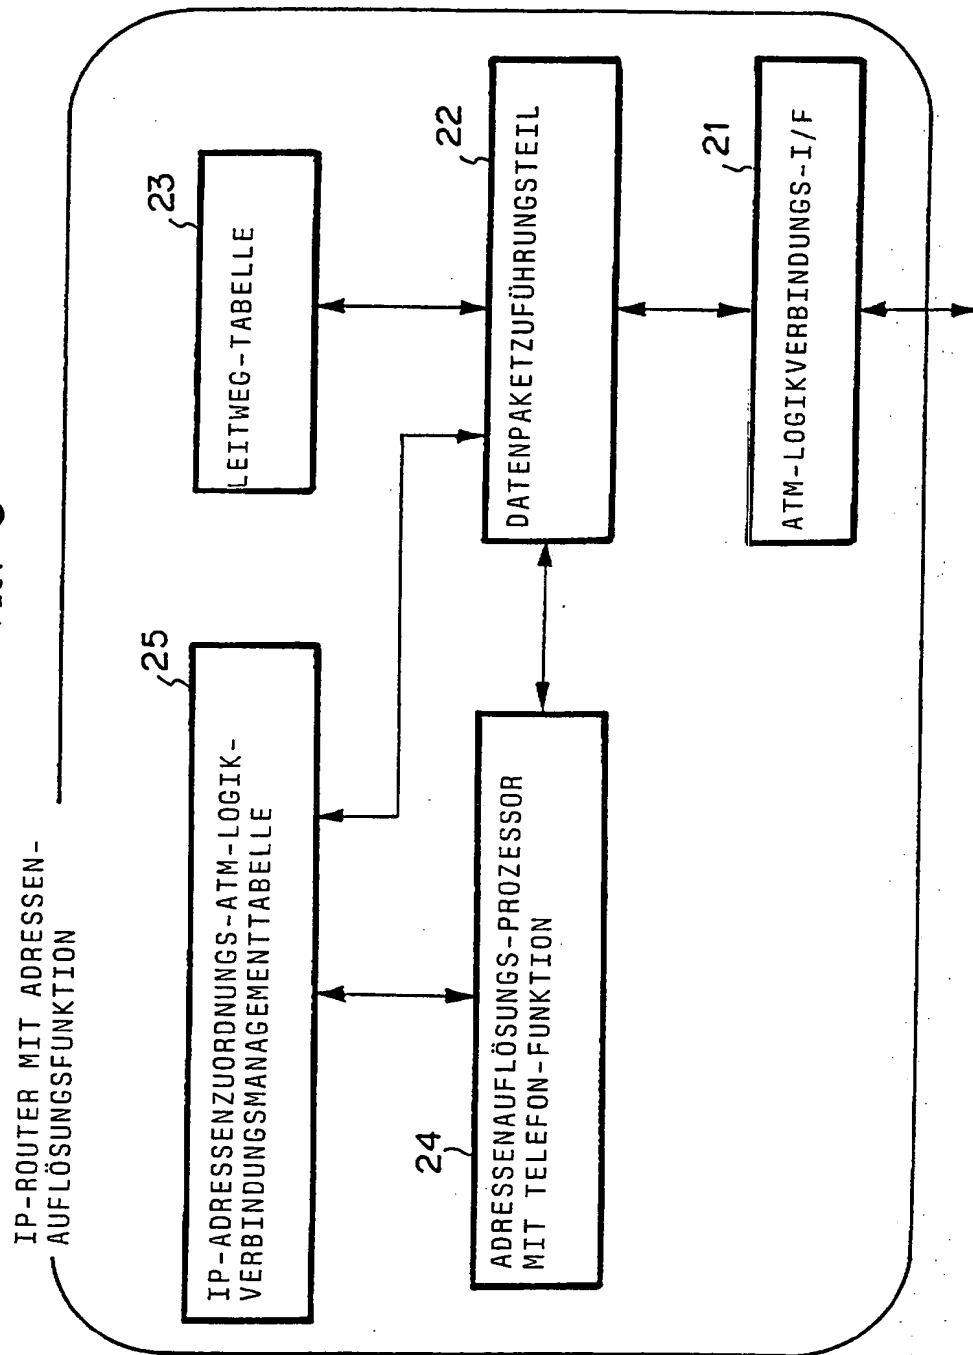 IP-ROUTER MIT ADRESSEN-
AUFLÖSUNGSFUNKTION
25
IP-ADRESSENZUORDNUNGS-ATM-LOGIK-
VERBINDUNGSMANAGEMENTTABELLE
23
LEITWEG-TABELLE
24
ADRESSENAUFLÖSUNGS-PROZESSOR
MIT TELEFON-FUNKTION
22
DATENPAKETZUFÜHRUNGSTEIL
21
ATM-LOGIKVERBINDUNGS-I/F